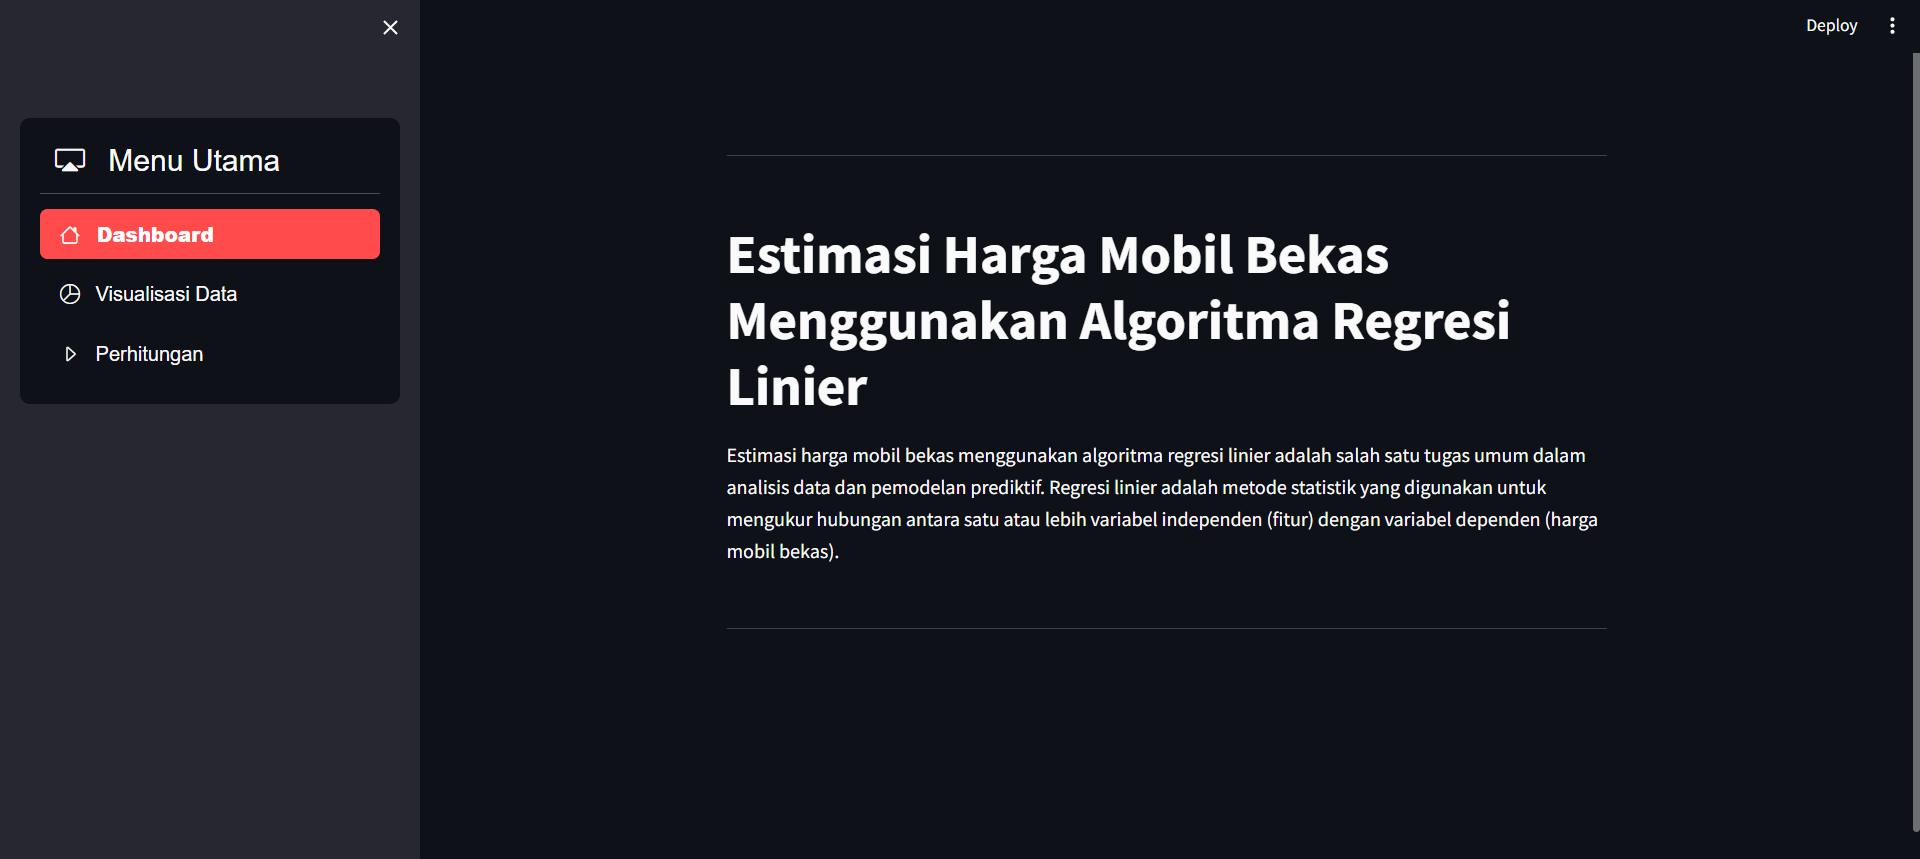 Deploy
Menu Utama
Dashboard
Visualisasi Data
Perhitungan
Estimasi Harga Mobil Bekas
Menggunakan Algoritma Regresi
Linier
Estimasi harga mobil bekas menggunakan algoritma regresi linier adalah salah satu tugas umum dalam
analisis data dan pemodelan prediktif. Regresi linier adalah metode statistik yang digunakan untuk
mengukur hubungan antara satu atau lebih variabel independen (fitur) dengan variabel dependen (harga
mobil bekas).